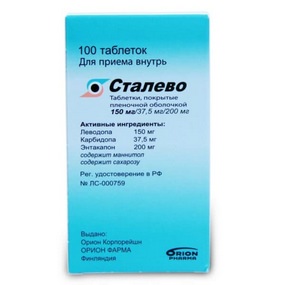 100 таблеток
Для приема внутрь
Сталево
Таблетки, покрытые
пленочной оболочкой
150 мг/37,5 мг/200 мг
Активные ингредиенты:
Леводопа 150 мг
Карбидопа 37,5 мг
Энтакапон 200 мг
содержит маннитол
содержит сахарозу
Рег. удостоверение в РФ
№ ЛС-000759
Выдано:
Орион Корпорейшн
ОРИОН ФАРМА
Финляндия
ORION
PHARMA